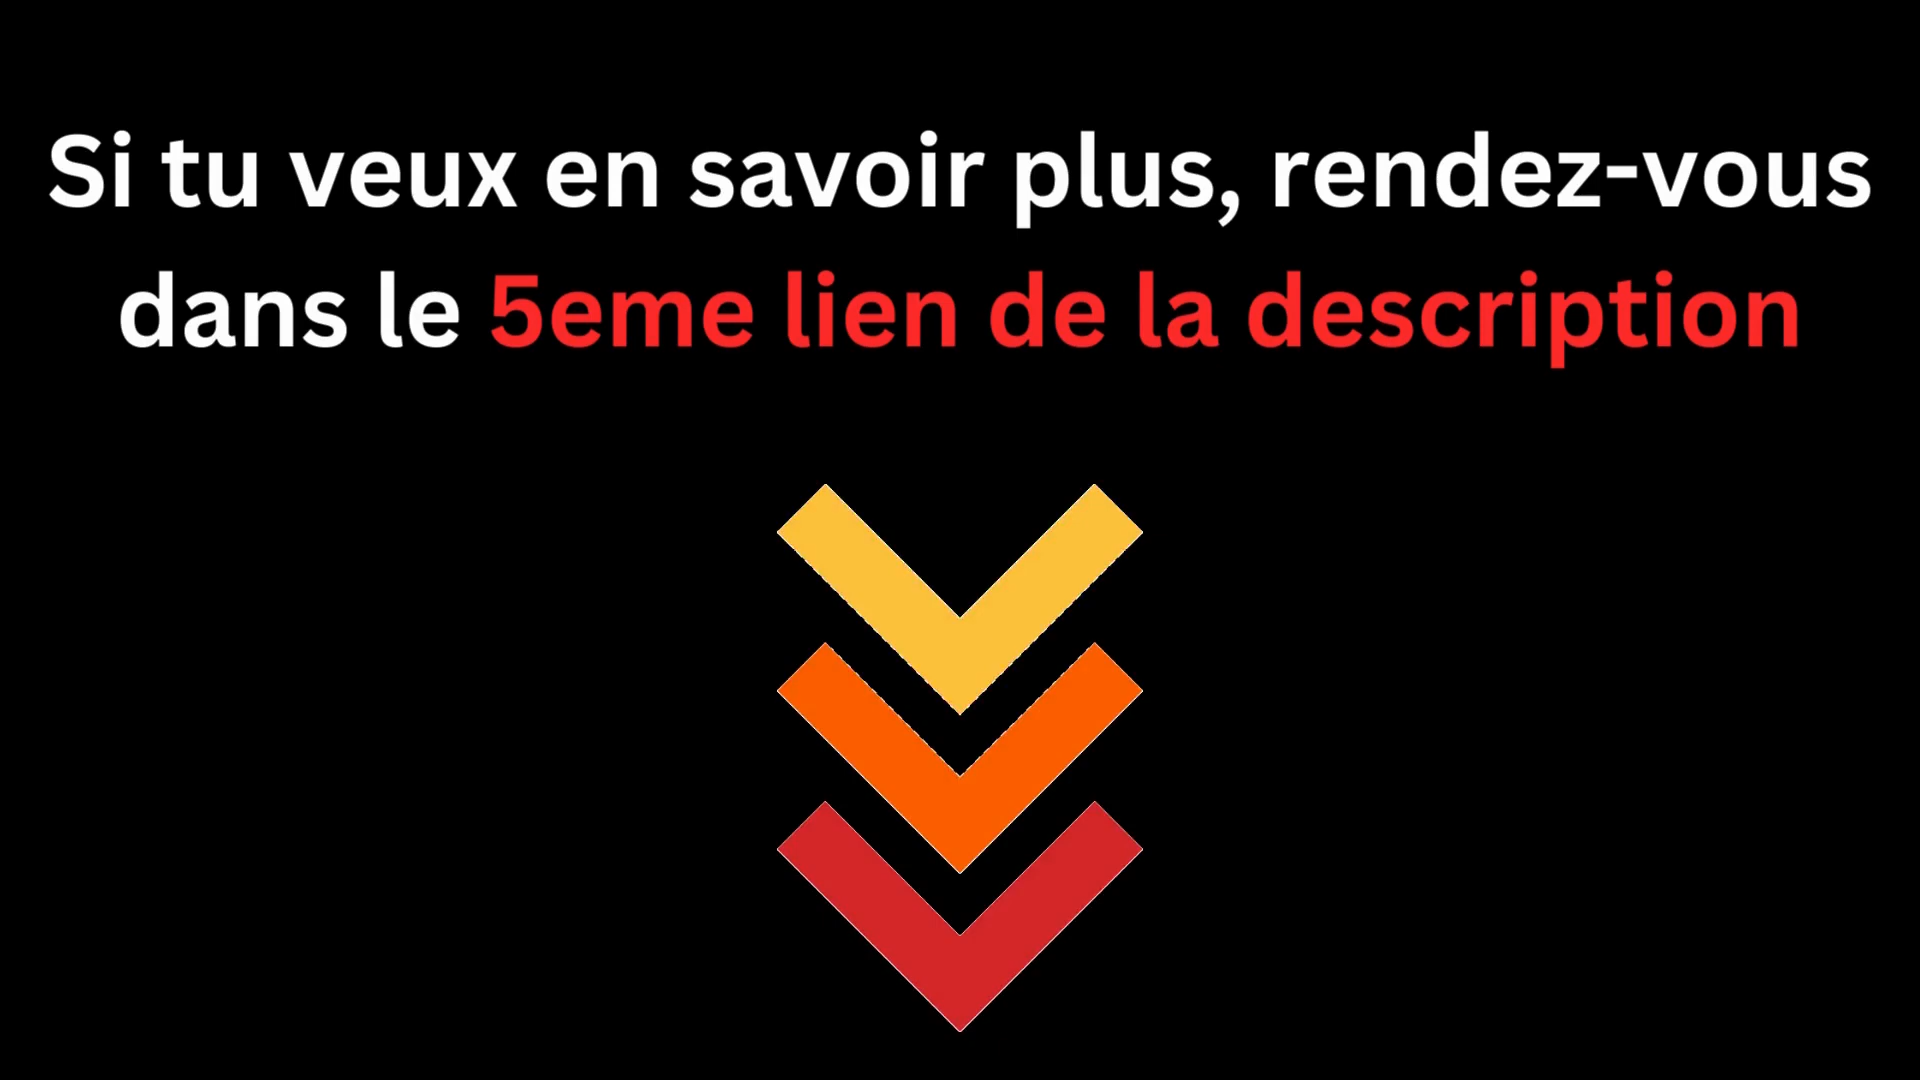 Si tu veux en savoir plus, rendez-vous
dans le 5eme lien de la description